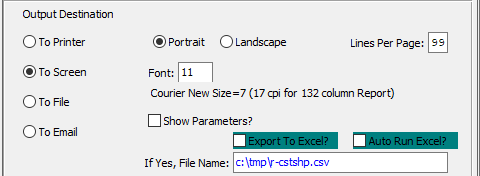 Output Destination
To Printer Portrait Landscape Lines Per Page: 99
To Screen Font: 11
Courier New Size=7 (17 cpi for 132 column Report)
To File
Show Parameters?
To Email
Export To Excel? Auto Run Excel?
If Yes, File Name: c:\tmp\r-cstshp.csv